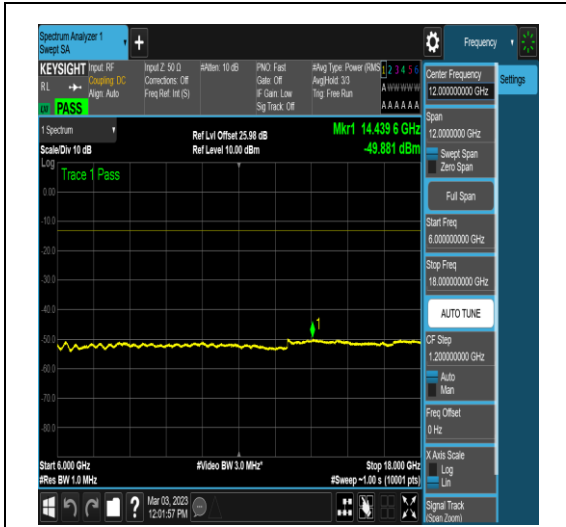 Spectrum Analyzer 1
Swept SA
+
Frequency
KEYSIGHT
RL
PASS
Input: RF
Coupling: DC
Align: Auto
Input Z: 50 Ω
Corrections: Off
Freq Ref: Int (S)
#Atten: 10 dB
PNO: Fast
Gate: Off
IF Gain: Low
Sig Track: Off
#Avg Type: Power (RMS)
Avg|Hold: 3/3
Trig: Free Run
1 2 3 4 5 6
A W W W W W
A A A A A A
1 Spectrum
Scale/Div 10 dB
Ref Lvl Offset 25.98 dB
Ref Level 10.00 dBm
Mkr1 14.439 6 GHz
-49.881 dBm
Log
Trace 1 Pass
0.00
-10.0
-20.0
-30.0
-40.0
-50.0
-60.0
-70.0
-80.0
1
Start 6.000 GHz
#Res BW 1.0 MHz
#Video BW 3.0 MHz*
Stop 18.000 GHz
#Sweep ~1.00 s (10001 pts)
Mar 03, 2023
12:01:57 PM
Center Frequency
12.000000000 GHz
Span
12.0000000 GHz
Swept Span
Zero Span
Full Span
Start Freq
6.000000000 GHz
Stop Freq
18.000000000 GHz
AUTO TUNE
CF Step
1.200000000 GHz
Auto
Man
Freq Offset
0 Hz
X Axis Scale
Log
Lin
Signal Track
(Span Zoom)
Settings